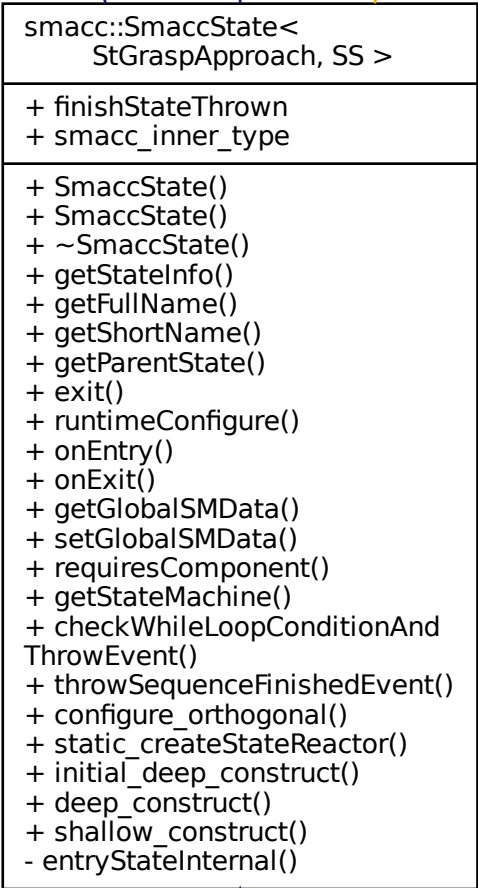 smacc::SmaccState<
StGraspApproach, SS >
+ finishStateThrown
+ smacc_inner_type
+ SmaccState()
+ SmaccState()
+ ~SmaccState()
+ getStateInfo()
+ getFullName()
+ getShortName()
+ getParentState()
+ exit()
+ runtimeConfigure()
+ onEntry()
+ onExit()
+ getGlobalSMData()
+ setGlobalSMData()
+ requiresComponent()
+ getStateMachine()
+ checkWhileLoopConditionAnd
ThrowEvent()
+ throwSequenceFinishedEvent()
+ configure_orthogonal()
+ static_createStateReactor()
+ initial_deep_construct()
+ deep_construct()
+ shallow_construct()
- entryStateInternal()